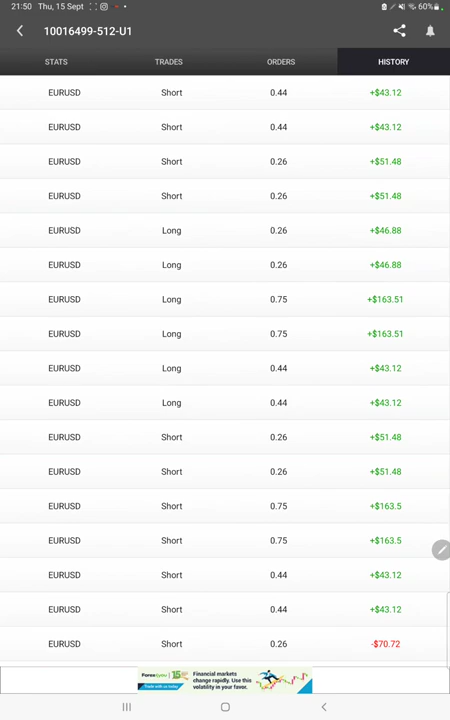 21:50 Thu, 15 Sept 60%
10016499-512-U1
STATS TRADES ORDERS HISTORY
EURUSD Short 0.44 +$43.12
EURUSD Short 0.44 +$43.12
EURUSD Short 0.26 +$51.48
EURUSD Short 0.26 +$51.48
EURUSD Long 0.26 +$46.88
EURUSD Long 0.26 +$46.88
EURUSD Long 0.75 +$163.51
EURUSD Long 0.75 +$163.51
EURUSD Long 0.44 +$43.12
EURUSD Long 0.44 +$43.12
EURUSD Short 0.26 +$51.48
EURUSD Short 0.26 +$51.48
EURUSD Short 0.75 +$163.5
EURUSD Short 0.75 +$163.5
EURUSD Short 0.44 +$43.12
EURUSD Short 0.44 +$43.12
EURUSD Short 0.26 -$70.72
Forex4you 15 Financial markets
change rapidly. Use this
Trade with us today volatility in your favor.